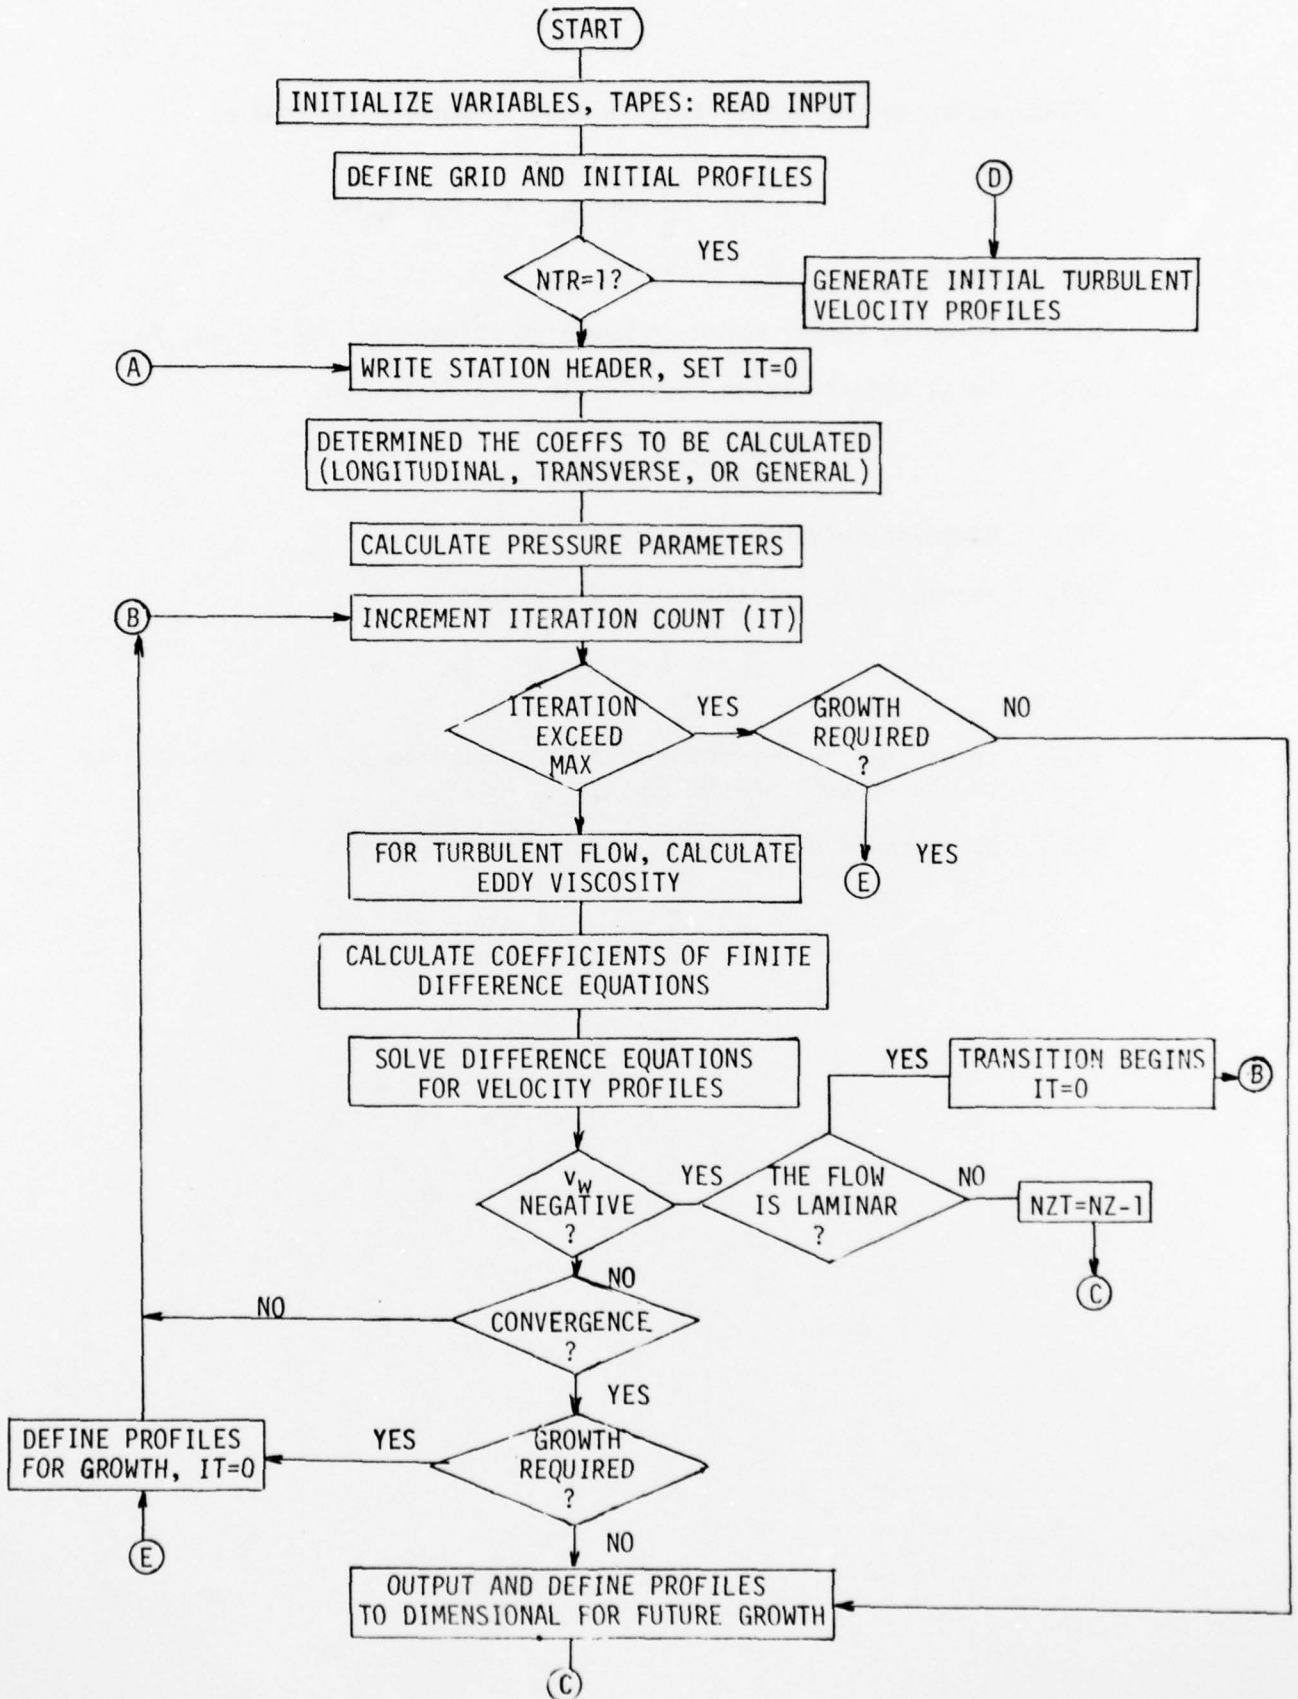 START
INITIALIZE VARIABLES, TAPES: READ INPUT
DEFINE GRID AND INITIAL PROFILES
D
NTR=1?
YES
GENERATE INITIAL TURBULENT
VELOCITY PROFILES
A
WRITE STATION HEADER, SET IT=0
DETERMINED THE COEFFS TO BE CALCULATED
(LONGITUDINAL, TRANSVERSE, OR GENERAL)
CALCULATE PRESSURE PARAMETERS
B
INCREMENT ITERATION COUNT (IT)
ITERATION
EXCEED
MAX
YES
GROWTH
REQUIRED
?
NO
YES
E
FOR TURBULENT FLOW, CALCULATE
EDDY VISCOSITY
CALCULATE COEFFICIENTS OF FINITE
DIFFERENCE EQUATIONS
SOLVE DIFFERENCE EQUATIONS
FOR VELOCITY PROFILES
YES
TRANSITION BEGINS
IT=0
B
vw
NEGATIVE
?
YES
THE FLOW
IS LAMINAR
?
NO
NZT=NZ-1
C
NO
CONVERGENCE
?
NO
YES
GROWTH
REQUIRED
?
YES
DEFINE PROFILES
FOR GROWTH, IT=0
E
NO
OUTPUT AND DEFINE PROFILES
TO DIMENSIONAL FOR FUTURE GROWTH
C